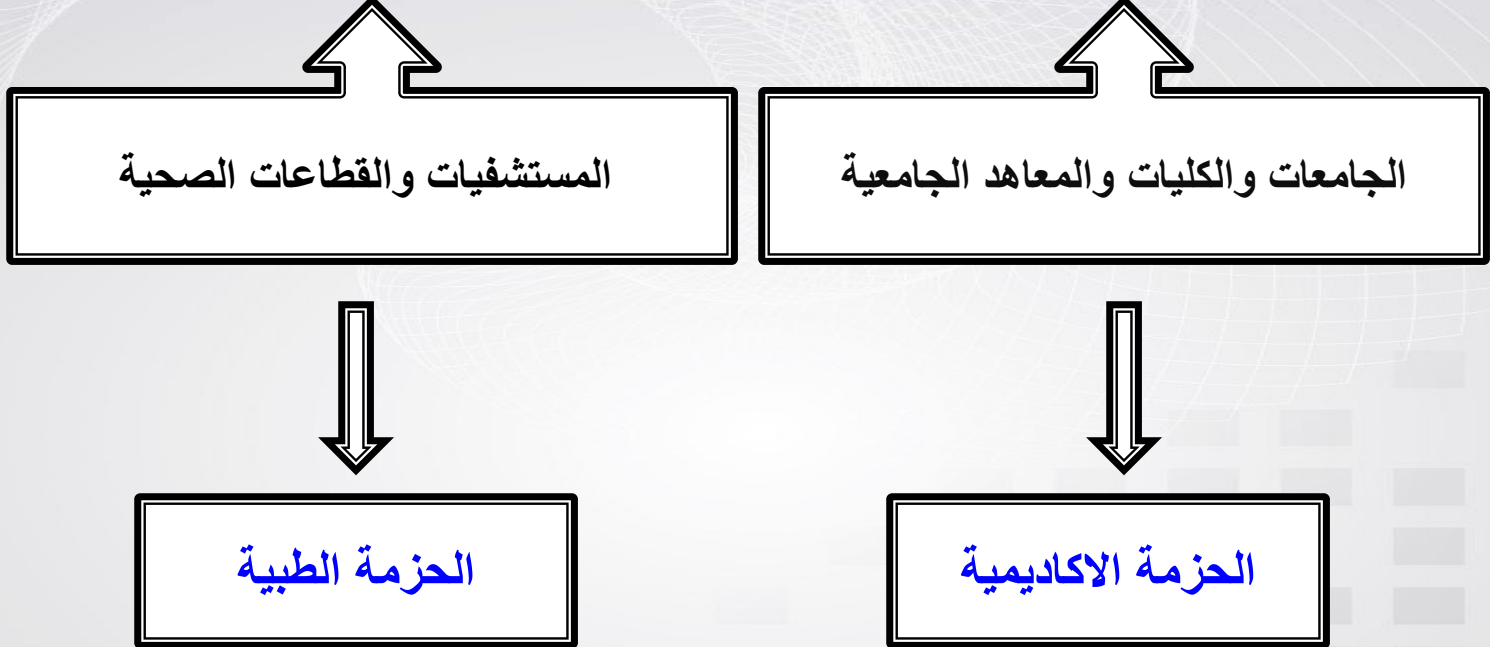 الجامعات والكليات والمعاهد الجامعية
المستشفيات والقطاعات الصحية
الحزمة الاكاديمية
الحزمة الطبية